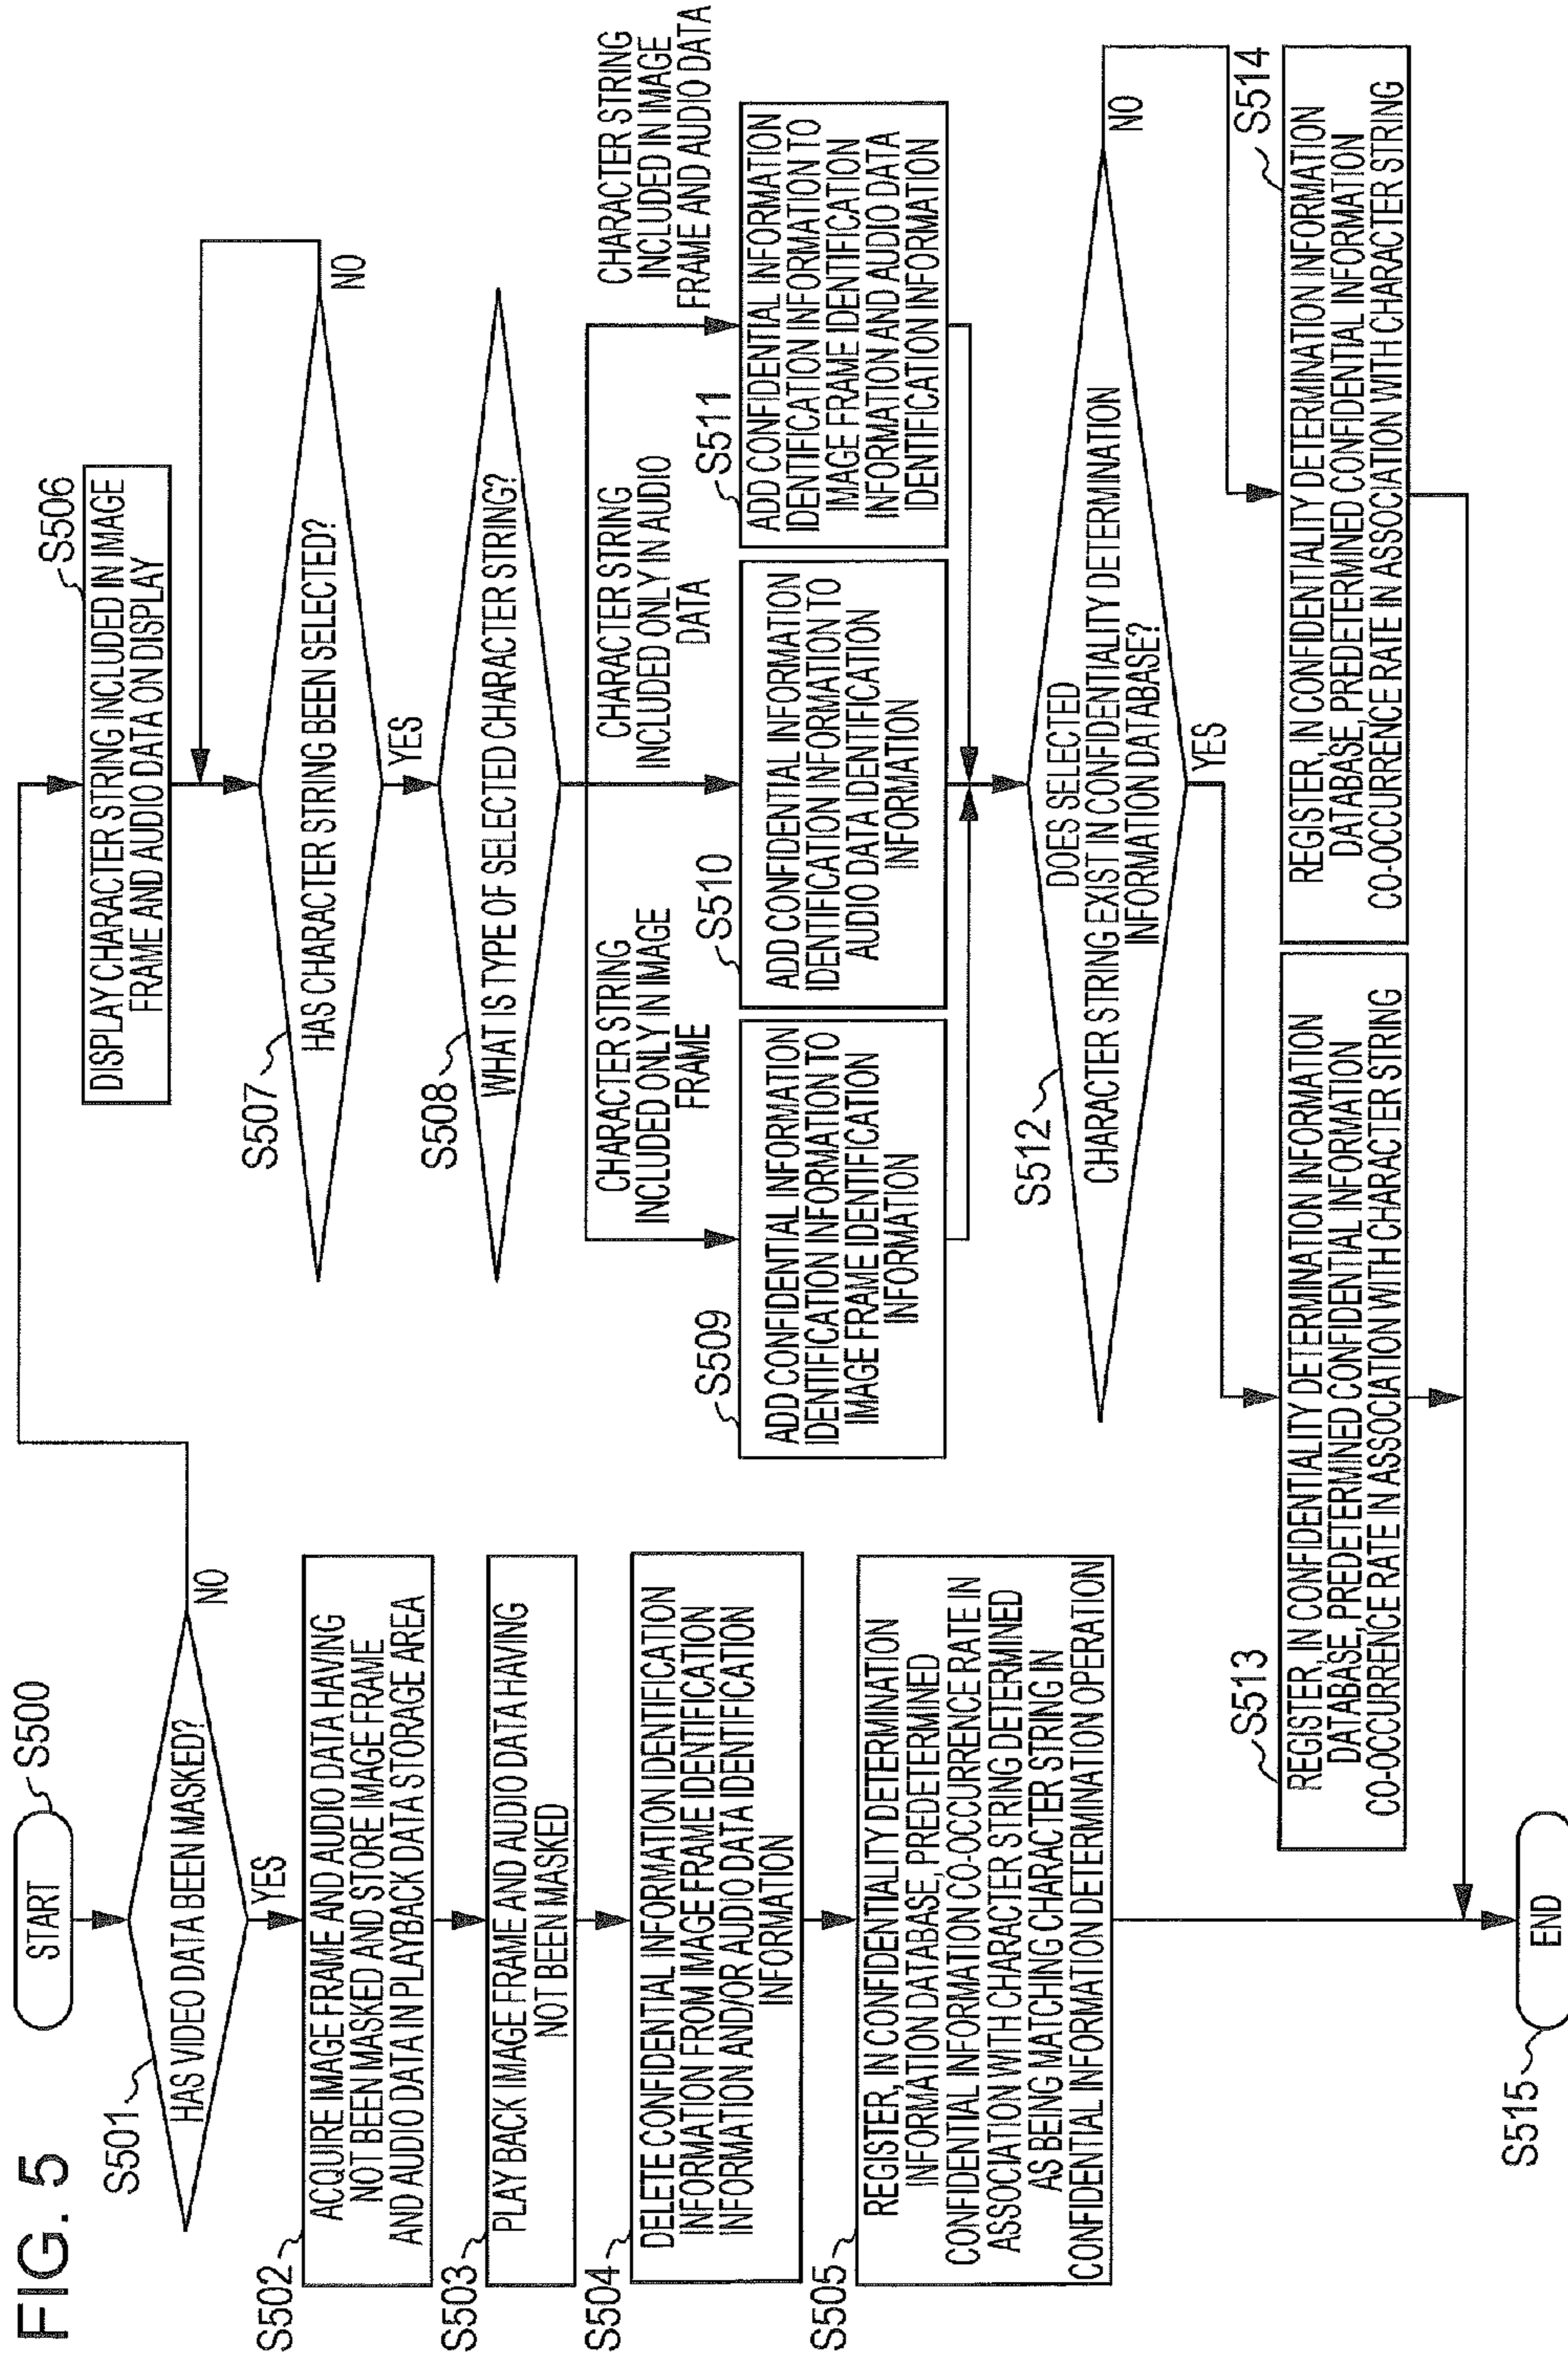 FIG. 5
START
S500
S501
HAS VIDEO DATA BEEN MASKED?
NO
YES
S502
ACQUIRE IMAGE FRAME AND AUDIO DATA HAVING
NOT BEEN MASKED AND STORE IMAGE FRAME
AND AUDIO DATA IN PLAYBACK DATA STORAGE AREA
S503
PLAY BACK IMAGE FRAME AND AUDIO DATA HAVING
NOT BEEN MASKED
S504
DELETE CONFIDENTIAL INFORMATION IDENTIFICATION
INFORMATION FROM IMAGE FRAME IDENTIFICATION
INFORMATION AND/OR AUDIO DATA IDENTIFICATION
INFORMATION
S505
REGISTER, IN CONFIDENTIALITY DETERMINATION
INFORMATION DATABASE, PREDETERMINED
CONFIDENTIAL INFORMATION CO-OCCURRENCE RATE IN
ASSOCIATION WITH CHARACTER STRING DETERMINED
AS BEING MATCHING CHARACTER STRING IN
CONFIDENTIAL INFORMATION DETERMINATION OPERATION
S506
DISPLAY CHARACTER STRING INCLUDED IN IMAGE
FRAME AND AUDIO DATA ON DISPLAY
S507
HAS CHARACTER STRING BEEN SELECTED?
NO
YES
S508
WHAT IS TYPE OF SELECTED CHARACTER STRING?
CHARACTER STRING
INCLUDED ONLY IN IMAGE
FRAME
CHARACTER STRING
INCLUDED ONLY IN AUDIO
DATA
CHARACTER STRING
INCLUDED IN IMAGE
FRAME AND AUDIO DATA
S509
ADD CONFIDENTIAL INFORMATION
IDENTIFICATION INFORMATION TO
IMAGE FRAME IDENTIFICATION
INFORMATION
S510
ADD CONFIDENTIAL INFORMATION
IDENTIFICATION INFORMATION TO
AUDIO DATA IDENTIFICATION
INFORMATION
S511
ADD CONFIDENTIAL INFORMATION
IDENTIFICATION INFORMATION TO
IMAGE FRAME IDENTIFICATION
INFORMATION AND AUDIO DATA
IDENTIFICATION INFORMATION
S512
DOES SELECTED
CHARACTER STRING EXIST IN CONFIDENTIALITY DETERMINATION
INFORMATION DATABASE?
NO
YES
S513
REGISTER, IN CONFIDENTIALITY DETERMINATION INFORMATION
DATABASE, PREDETERMINED CONFIDENTIAL INFORMATION
CO-OCCURRENCE RATE IN ASSOCIATION WITH CHARACTER STRING
S514
REGISTER, IN CONFIDENTIALITY DETERMINATION INFORMATION
DATABASE, PREDETERMINED CONFIDENTIAL INFORMATION
CO-OCCURRENCE RATE IN ASSOCIATION WITH CHARACTER STRING
S515
END